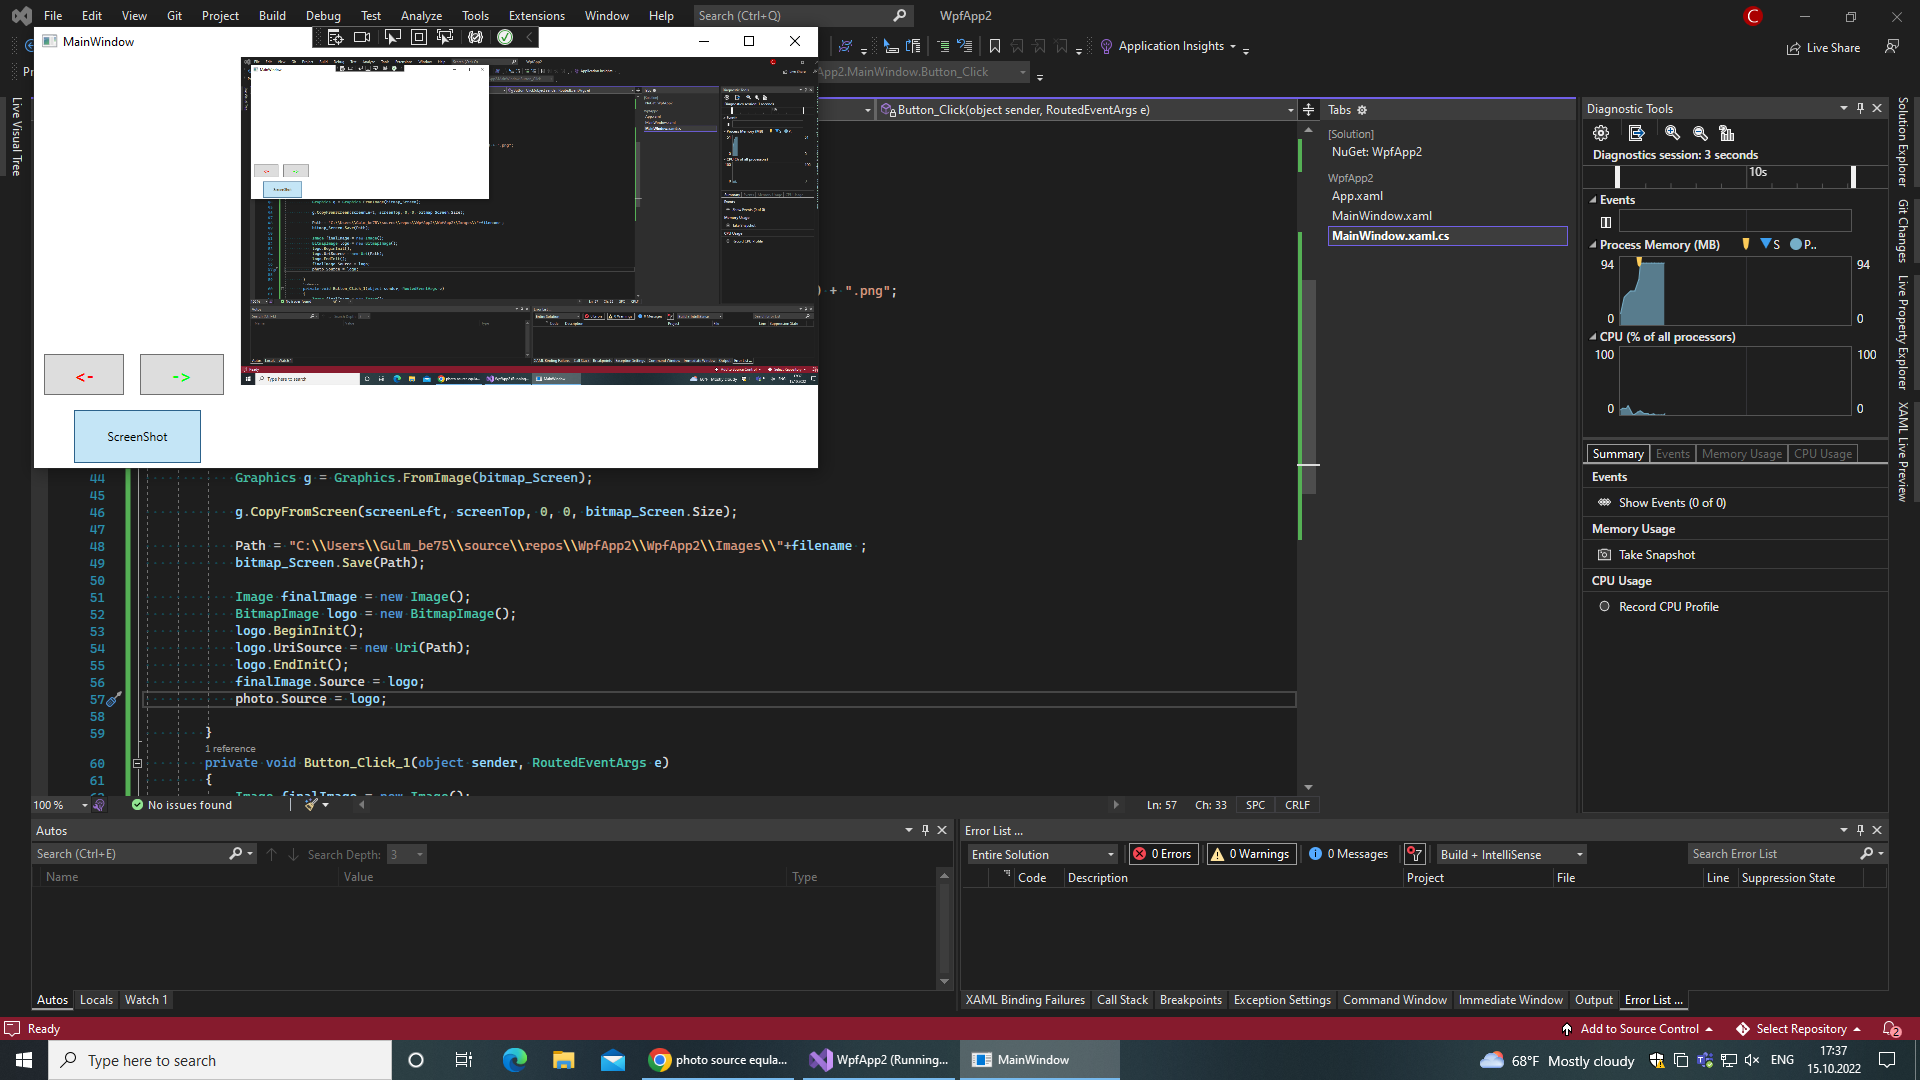 File Edit View Git Project Build Debug Test Analyze Tools Extensions Window Help Search (Ctrl+Q) WpfApp2 C
MainWindow
Application Insights Live Share
App2.MainWindow.Button_Click
Button_Click(object sender, RoutedEventArgs e)
) + ".png";
<- ->
ScreenShot
44 Graphics g = Graphics.FromImage(bitmap_Screen);
45
46 g.CopyFromScreen(screenLeft, screenTop, 0, 0, bitmap_Screen.Size);
47
48 Path = "C:\\Users\\Gulm_be75\\source\\repos\\WpfApp2\\WpfApp2\\Images\\"+filename ;
49 bitmap_Screen.Save(Path);
50
51 Image finalImage = new Image();
52 BitmapImage logo = new BitmapImage();
53 logo.BeginInit();
54 logo.UriSource = new Uri(Path);
55 logo.EndInit();
56 finalImage.Source = logo;
57 photo.Source = logo;
58
59 }
1 reference
60 private void Button_Click_1(object sender, RoutedEventArgs e)
61 {
Image finalImage = new Image();
100 % No issues found Ln: 57 Ch: 33 SPC CRLF
Live Visual Tree
Tabs
[Solution]
NuGet: WpfApp2
WpfApp2
App.xaml
MainWindow.xaml
MainWindow.xaml.cs
Diagnostic Tools
Diagnostics session: 3 seconds
10s
Events
Process Memory (MB) S P..
94 94
0 0
CPU (% of all processors)
100 100
0 0
Summary Events Memory Usage CPU Usage
Events
Show Events (0 of 0)
Memory Usage
Take Snapshot
CPU Usage
Record CPU Profile
Solution Explorer
Git Changes
Live Property Explorer
XAML Live Preview
Autos
Search (Ctrl+E) Search Depth: 3
Name Value Type
Autos Locals Watch 1
Error List ...
Entire Solution 0 Errors 0 Warnings 0 Messages Build + IntelliSense Search Error List
Code Description Project File Line Suppression State
XAML Binding Failures Call Stack Breakpoints Exception Settings Command Window Immediate Window Output Error List ...
Ready Add to Source Control Select Repository 2
Type here to search photo source equla... WpfApp2 (Running... MainWindow 68°F Mostly cloudy ENG 17:37
15.10.2022